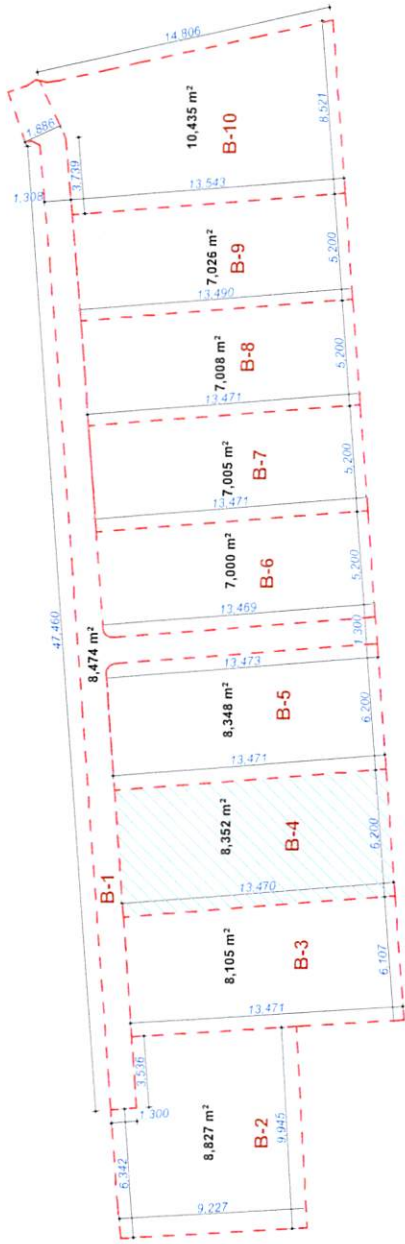 14,806
1,886
1,308
3,739
10,435 m²
B-10
8,521
13,543
7,026 m²
B-9
5,200
13,490
7,008 m²
B-8
5,200
13,471
7,005 m²
B-7
5,200
13,471
47,460
7,000 m²
B-6
5,200
13,469
1,300
8,474 m²
13,473
8,348 m²
B-5
6,200
13,471
8,352 m²
B-4
6,200
13,470
B-1
8,105 m²
B-3
6,107
13,471
3,536
1,300
8,827 m²
B-2
6,342
9,945
9,227